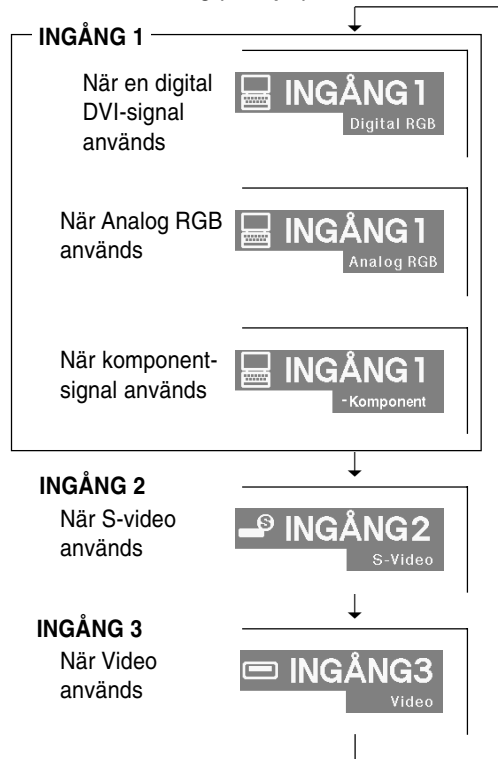 INGÅNG 1
När en digital
DVI-signal
används
INGÅNG1
Digital RGB
När Analog RGB
används
INGÅNG1
Analog RGB
När komponent-
signal används
INGÅNG1
-Komponent
INGÅNG 2
När S-video
används
S
INGÅNG2
S-Video
INGÅNG 3
När Video
används
INGÅNG3
Video